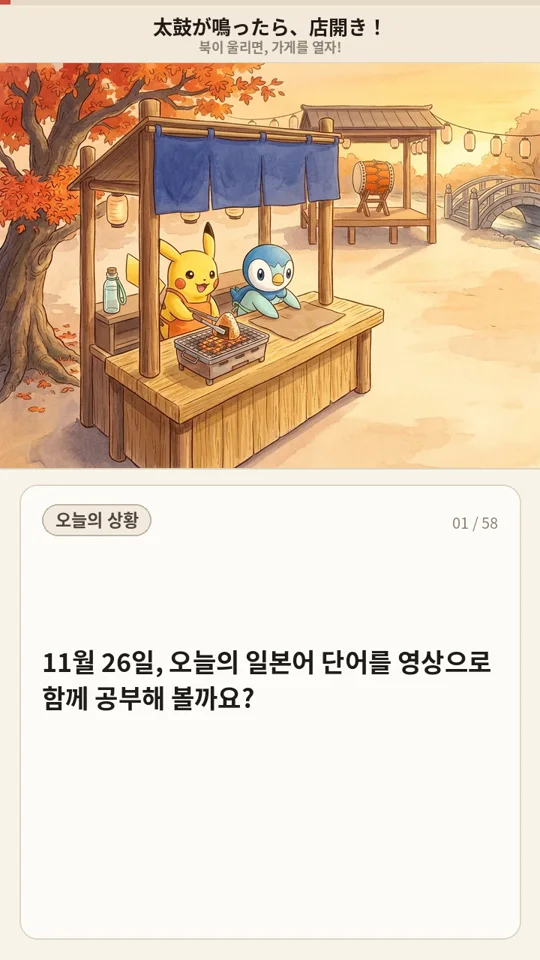 太鼓が鳴ったら、店開き！
북이 울리면, 가게를 열자!
오늘의 상황
01 / 58
11월 26일, 오늘의 일본어 단어를 영상으로
함께 공부해 볼까요?